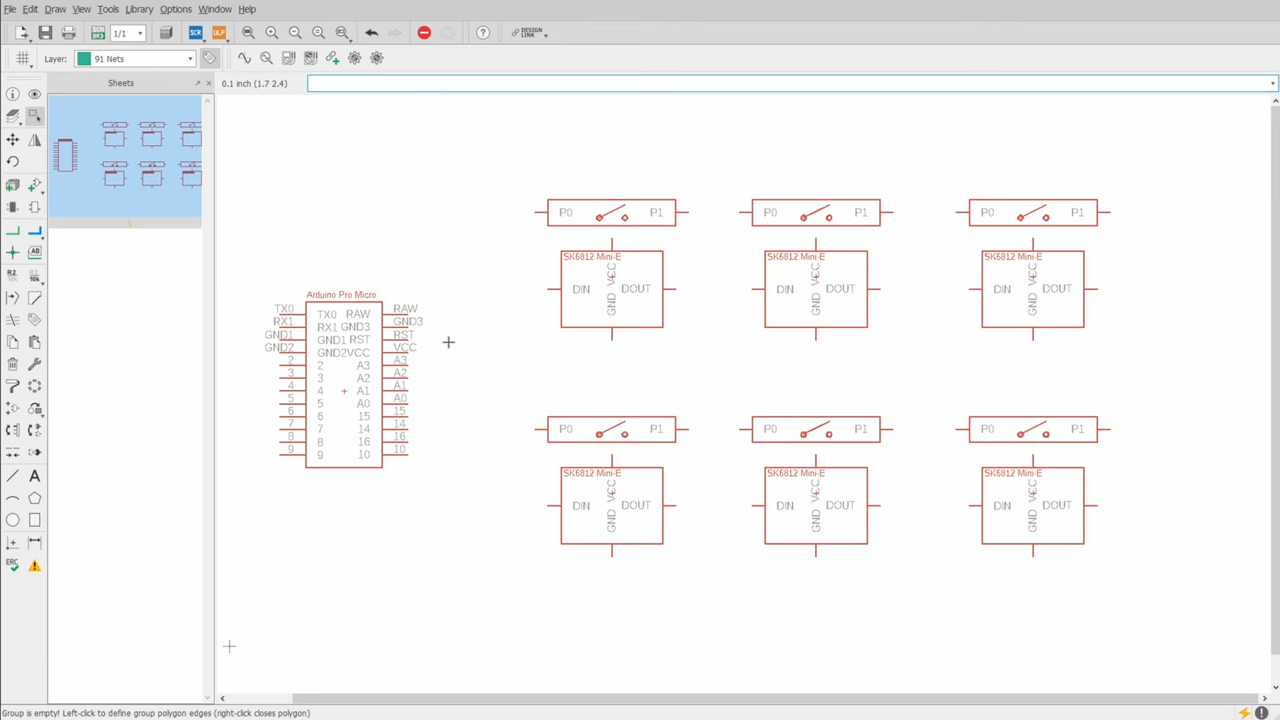 File Edit Draw View Tools Library Options Window Help
1/1 SCR ULP DESIGN LINK
Layer: 91 Nets
Sheets
0.1 inch (1.7 2.4)
1
P0 P1 P0 P1 P0 P1
SK6812 Mini-E SK6812 Mini-E SK6812 Mini-E
DIN VCC GND DOUT DIN VCC GND DOUT DIN VCC GND DOUT
Arduino Pro Micro
TX0 TX0 RAW RAW
RX1 RX1 GND3 GND3
GND1 GND1 RST RST
GND2 GND2 VCC VCC
2 2 A3 A3
3 3 A2 A2
4 4 A1 A1
5 5 A0 A0
6 6 15 15
7 7 14 14
8 8 16 16
9 9 10 10
P0 P1 P0 P1 P0 P1
SK6812 Mini-E SK6812 Mini-E SK6812 Mini-E
DIN VCC GND DOUT DIN VCC GND DOUT DIN VCC GND DOUT
ERC
Group is empty! Left-click to define group polygon edges (right-click closes polygon)